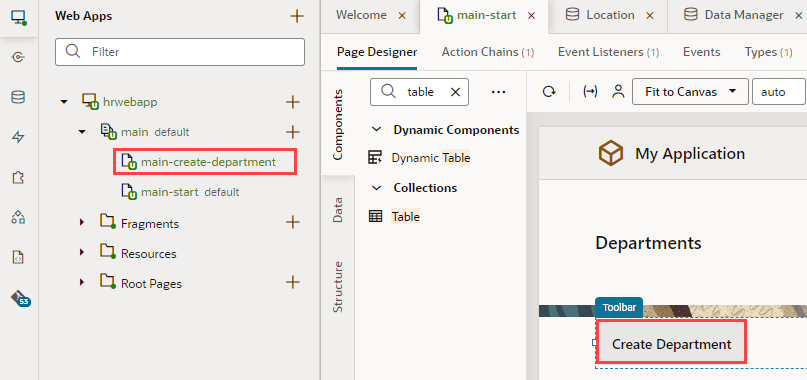 Web Apps
Filter
hrwebapp
main default
main-create-department
main-start default
Fragments
Resources
Root Pages
53
Welcome
main-start
Location
Data Manager
Page Designer
Action Chains (1)
Event Listeners (1)
Events
Types (1)
Components
Data
Structure
table
Dynamic Components
Dynamic Table
Collections
Table
Fit to Canvas
auto
My Application
Departments
Toolbar
Create Department